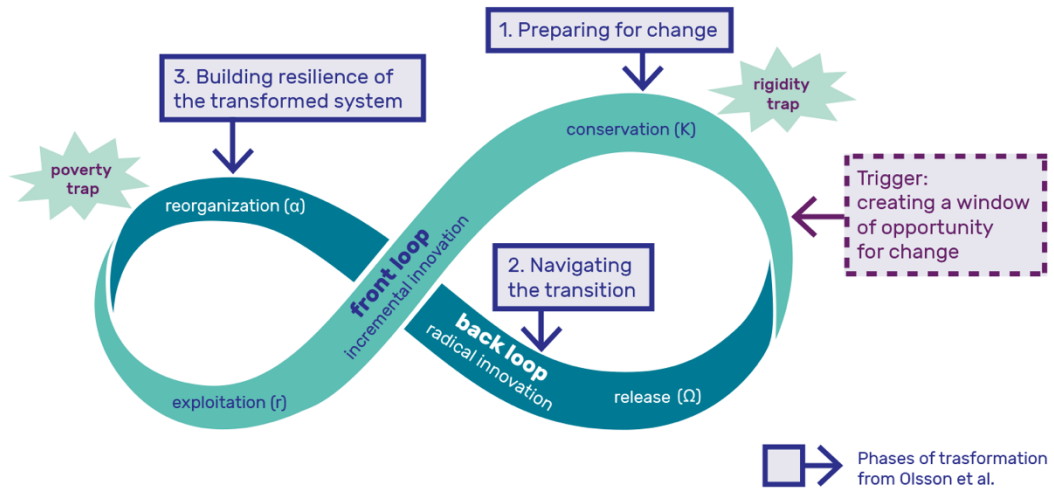 1. Preparing for change
3. Building resilience of
the transformed system
rigidity
trap
conservation (K)
poverty
trap
reorganization (α)
Trigger:
creating a window
of opportunity
for change
front loop
incremental innovation
2. Navigating
the transition
back loop
radical innovation
exploitation (r)
release (Ω)
Phases of trasformation
from Olsson et al.